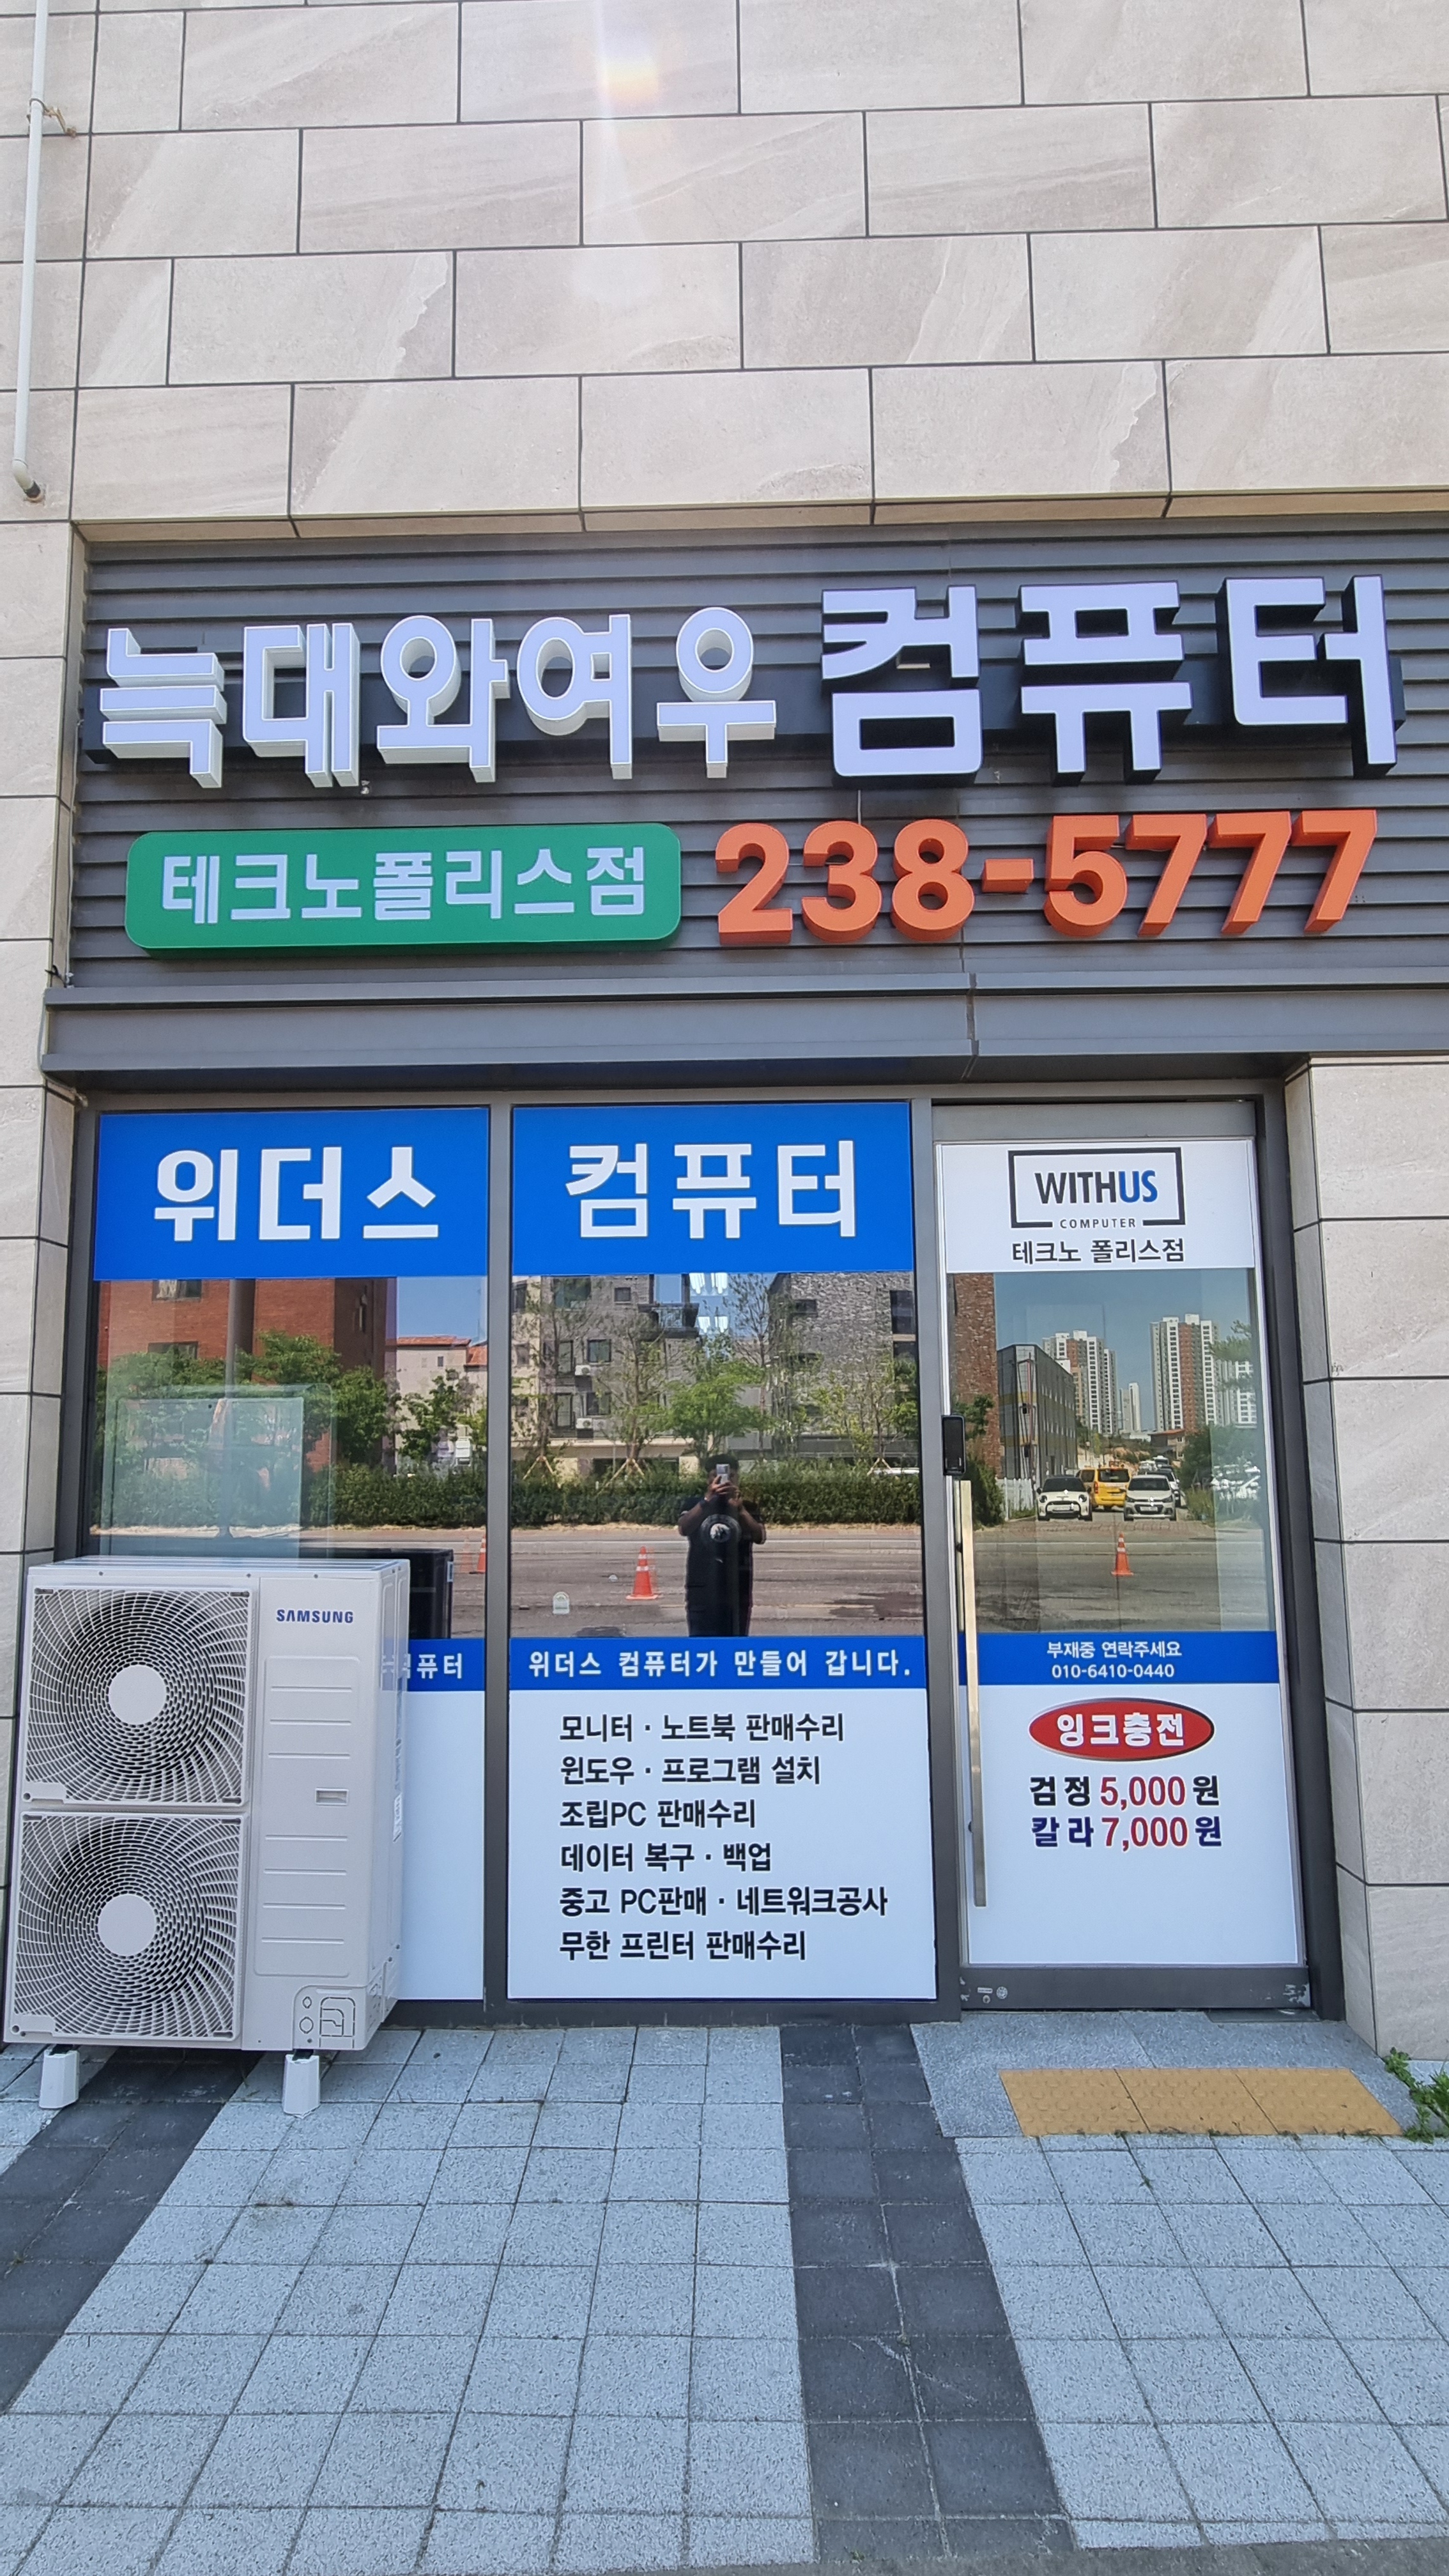 늑대와여우 컴퓨터
테크노폴리스점 238-5777
위더스 컴퓨터
WITHUS
COMPUTER
테크노 폴리스점
SAMSUNG
컴퓨터
위더스 컴퓨터가 만들어 갑니다.
모니터 · 노트북 판매수리
윈도우 · 프로그램 설치
조립PC 판매수리
데이터 복구 · 백업
중고 PC판매 · 네트워크공사
무한 프린터 판매수리
부재중 연락주세요
010-6410-0440
잉크충전
검정 5,000원
칼라 7,000원